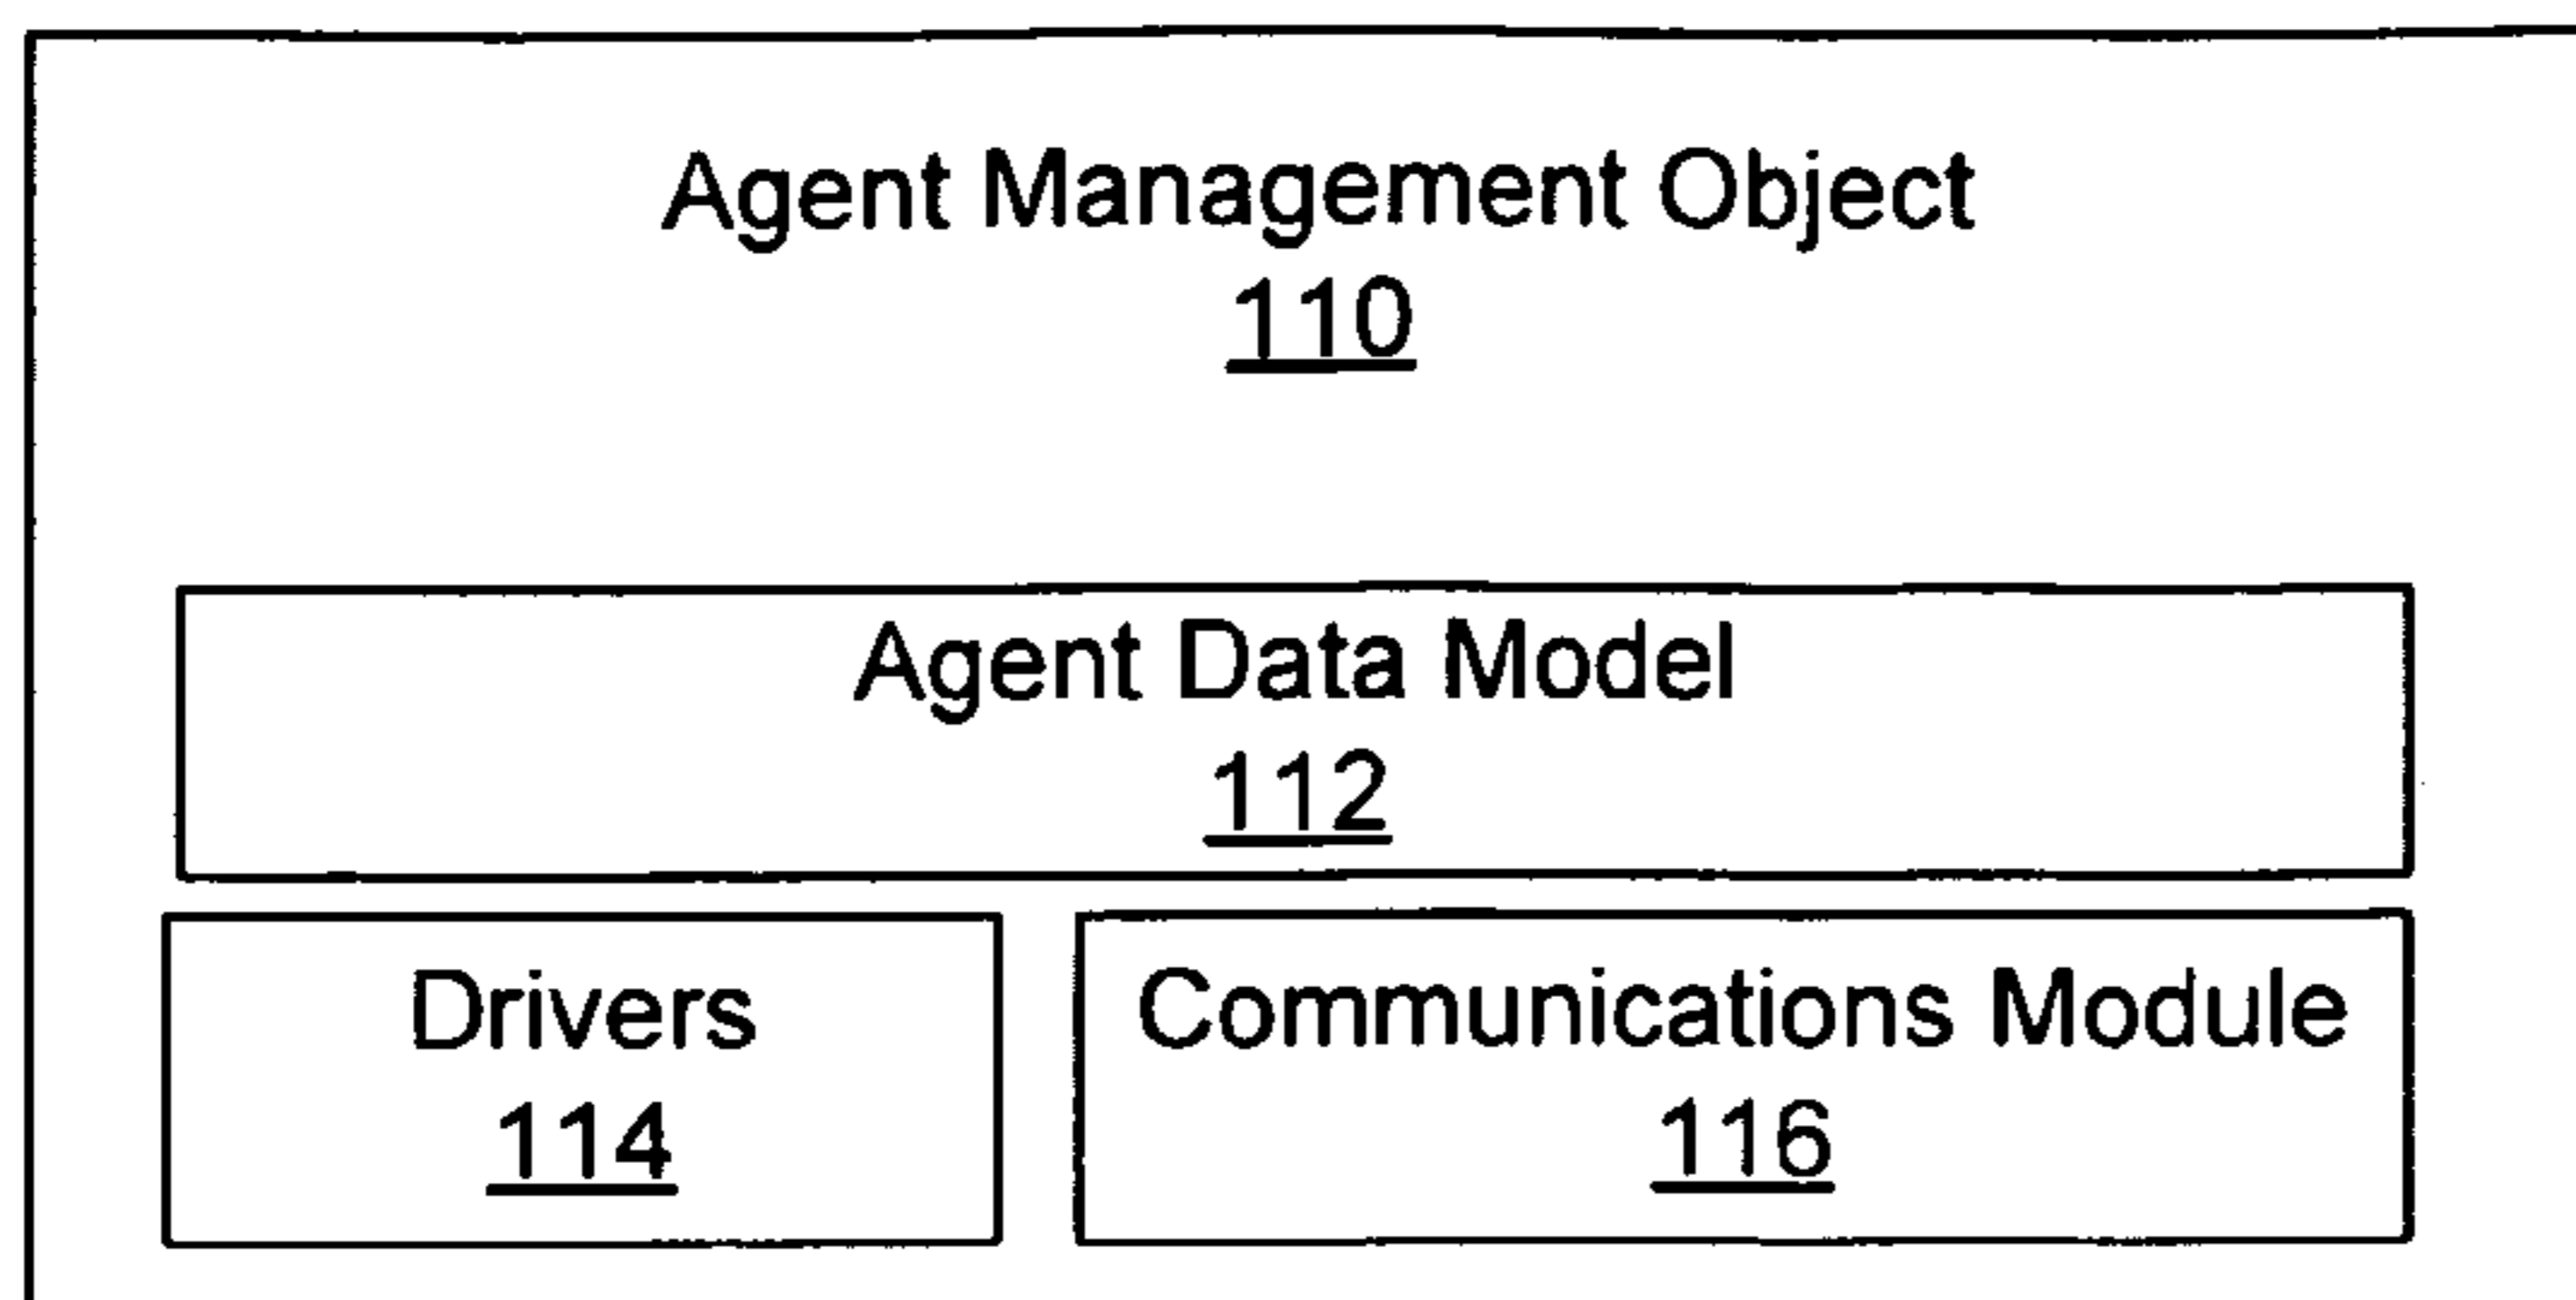 Agent Management Object
110
Agent Data Model
112
Drivers
114
Communications Module
116